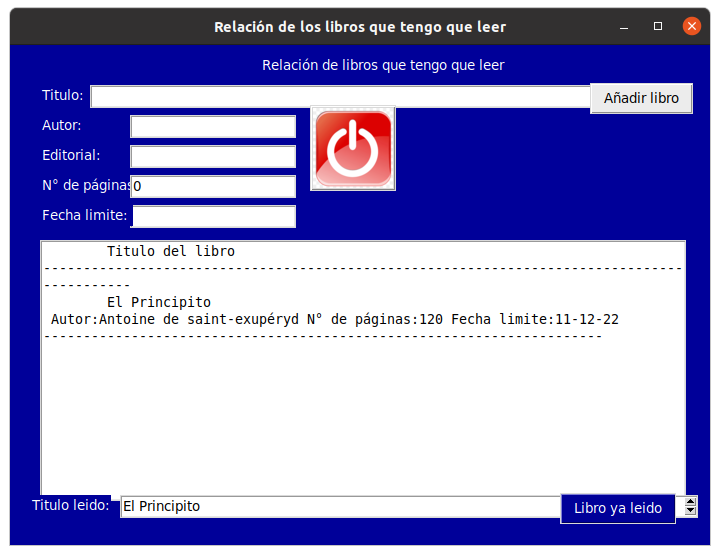 Relación de los libros que tengo que leer
Relación de libros que tengo que leer
Titulo:
Añadir libro
Autor:
Editorial:
N° de páginas
0
Fecha limite:
Titulo del libro
--------------------------------------------------------------------------------
-----------
El Principito
Autor:Antoine de saint-exupéryd N° de páginas:120 Fecha limite:11-12-22
----------------------------------------------------------------------
Titulo leido:
El Principito
Libro ya leido